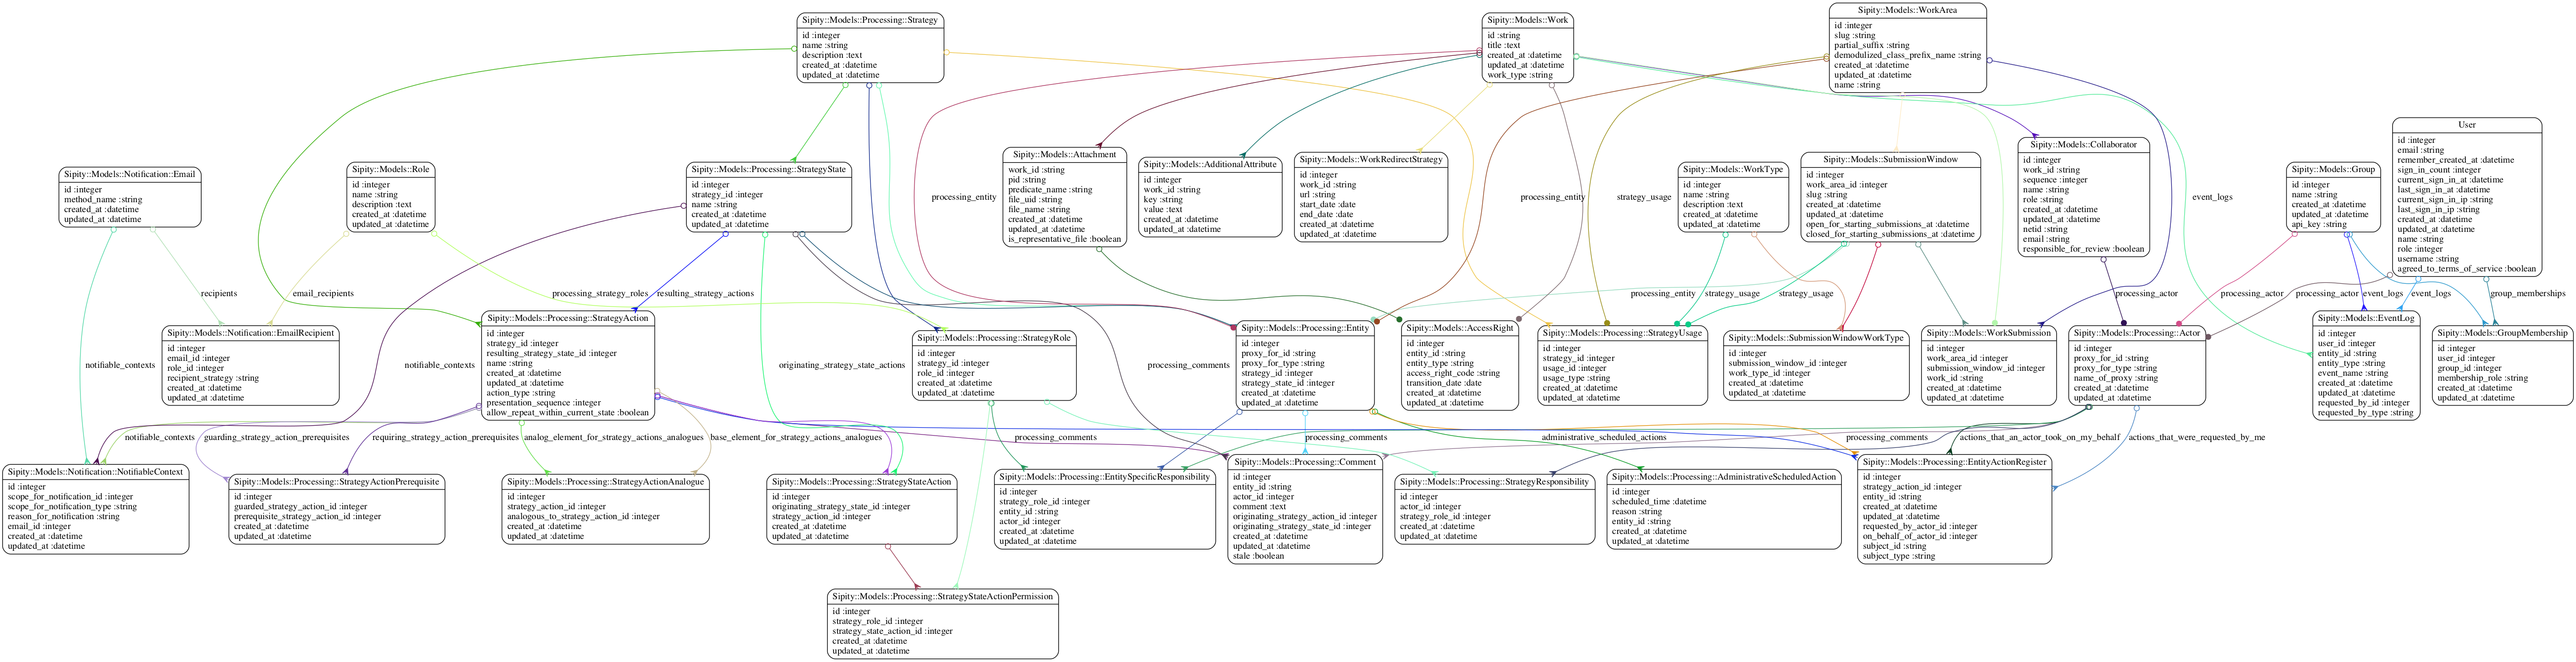 Sipity::Models::Processing::Strategy
id :integer
name :string
description :text
created_at :datetime
updated_at :datetime
Sipity::Models::Work
id :string
title :text
created_at :datetime
updated_at :datetime
work_type :string
Sipity::Models::WorkArea
id :integer
slug :string
partial_suffix :string
demodulized_class_prefix_name :string
created_at :datetime
updated_at :datetime
name :string
User
id :integer
email :string
remember_created_at :datetime
sign_in_count :integer
current_sign_in_at :datetime
last_sign_in_at :datetime
current_sign_in_ip :string
last_sign_in_ip :string
created_at :datetime
updated_at :datetime
name :string
role :integer
username :string
agreed_to_terms_of_service :boolean
Sipity::Models::Notification::Email
id :integer
method_name :string
created_at :datetime
updated_at :datetime
Sipity::Models::Role
id :integer
name :string
description :text
created_at :datetime
updated_at :datetime
Sipity::Models::Processing::StrategyState
id :integer
strategy_id :integer
name :string
created_at :datetime
updated_at :datetime
processing_entity
Sipity::Models::Attachment
work_id :string
pid :string
predicate_name :string
file_uid :string
file_name :string
created_at :datetime
updated_at :datetime
is_representative_file :boolean
Sipity::Models::AdditionalAttribute
id :integer
work_id :string
key :string
value :text
created_at :datetime
updated_at :datetime
Sipity::Models::WorkRedirectStrategy
id :integer
work_id :string
url :string
start_date :date
end_date :date
created_at :datetime
updated_at :datetime
processing_entity
strategy_usage
Sipity::Models::WorkType
id :integer
name :string
description :text
created_at :datetime
updated_at :datetime
Sipity::Models::SubmissionWindow
id :integer
work_area_id :integer
slug :string
created_at :datetime
updated_at :datetime
open_for_starting_submissions_at :datetime
closed_for_starting_submissions_at :datetime
Sipity::Models::Collaborator
id :integer
work_id :string
sequence :integer
name :string
role :string
created_at :datetime
updated_at :datetime
netid :string
email :string
responsible_for_review :boolean
event_logs
Sipity::Models::Group
id :integer
name :string
created_at :datetime
updated_at :datetime
api_key :string
recipients
email_recipients
processing_strategy_roles
resulting_strategy_actions
processing_entity
strategy_usage
strategy_usage
processing_actor
processing_actor
processing_actor
event_logs
event_logs
group_memberships
notifiable_contexts
Sipity::Models::Notification::EmailRecipient
id :integer
email_id :integer
role_id :integer
recipient_strategy :string
created_at :datetime
updated_at :datetime
notifiable_contexts
Sipity::Models::Processing::StrategyAction
id :integer
strategy_id :integer
resulting_strategy_state_id :integer
name :string
created_at :datetime
updated_at :datetime
action_type :string
presentation_sequence :integer
allow_repeat_within_current_state :boolean
originating_strategy_state_actions
Sipity::Models::Processing::StrategyRole
id :integer
strategy_id :integer
role_id :integer
created_at :datetime
updated_at :datetime
processing_comments
Sipity::Models::Processing::Entity
id :integer
proxy_for_id :string
proxy_for_type :string
strategy_id :integer
strategy_state_id :integer
created_at :datetime
updated_at :datetime
Sipity::Models::AccessRight
id :integer
entity_id :string
entity_type :string
access_right_code :string
transition_date :date
created_at :datetime
updated_at :datetime
Sipity::Models::Processing::StrategyUsage
id :integer
strategy_id :integer
usage_id :integer
usage_type :string
created_at :datetime
updated_at :datetime
Sipity::Models::SubmissionWindowWorkType
id :integer
submission_window_id :integer
work_type_id :integer
created_at :datetime
updated_at :datetime
Sipity::Models::WorkSubmission
id :integer
work_area_id :integer
submission_window_id :integer
work_id :string
created_at :datetime
updated_at :datetime
Sipity::Models::Processing::Actor
id :integer
proxy_for_id :string
proxy_for_type :string
name_of_proxy :string
created_at :datetime
updated_at :datetime
Sipity::Models::EventLog
id :integer
user_id :integer
entity_id :string
entity_type :string
event_name :string
created_at :datetime
updated_at :datetime
requested_by_id :integer
requested_by_type :string
Sipity::Models::GroupMembership
id :integer
user_id :integer
group_id :integer
membership_role :string
created_at :datetime
updated_at :datetime
notifiable_contexts
guarding_strategy_action_prerequisites
requiring_strategy_action_prerequisites
analog_element_for_strategy_actions_analogues
base_element_for_strategy_actions_analogues
processing_comments
processing_comments
administrative_scheduled_actions
processing_comments
actions_that_an_actor_took_on_my_behalf
actions_that_were_requested_by_me
Sipity::Models::Notification::NotifiableContext
id :integer
scope_for_notification_id :integer
scope_for_notification_type :string
reason_for_notification :string
email_id :integer
created_at :datetime
updated_at :datetime
Sipity::Models::Processing::StrategyActionPrerequisite
id :integer
guarded_strategy_action_id :integer
prerequisite_strategy_action_id :integer
created_at :datetime
updated_at :datetime
Sipity::Models::Processing::StrategyActionAnalogue
id :integer
strategy_action_id :integer
analogous_to_strategy_action_id :integer
created_at :datetime
updated_at :datetime
Sipity::Models::Processing::StrategyStateAction
id :integer
originating_strategy_state_id :integer
strategy_action_id :integer
created_at :datetime
updated_at :datetime
Sipity::Models::Processing::EntitySpecificResponsibility
id :integer
strategy_role_id :integer
entity_id :string
actor_id :integer
created_at :datetime
updated_at :datetime
Sipity::Models::Processing::Comment
id :integer
entity_id :string
actor_id :integer
comment :text
originating_strategy_action_id :integer
originating_strategy_state_id :integer
created_at :datetime
updated_at :datetime
stale :boolean
Sipity::Models::Processing::StrategyResponsibility
id :integer
actor_id :integer
strategy_role_id :integer
created_at :datetime
updated_at :datetime
Sipity::Models::Processing::AdministrativeScheduledAction
id :integer
scheduled_time :datetime
reason :string
entity_id :string
created_at :datetime
updated_at :datetime
Sipity::Models::Processing::EntityActionRegister
id :integer
strategy_action_id :integer
entity_id :string
created_at :datetime
updated_at :datetime
requested_by_actor_id :integer
on_behalf_of_actor_id :integer
subject_id :string
subject_type :string
Sipity::Models::Processing::StrategyStateActionPermission
id :integer
strategy_role_id :integer
strategy_state_action_id :integer
created_at :datetime
updated_at :datetime